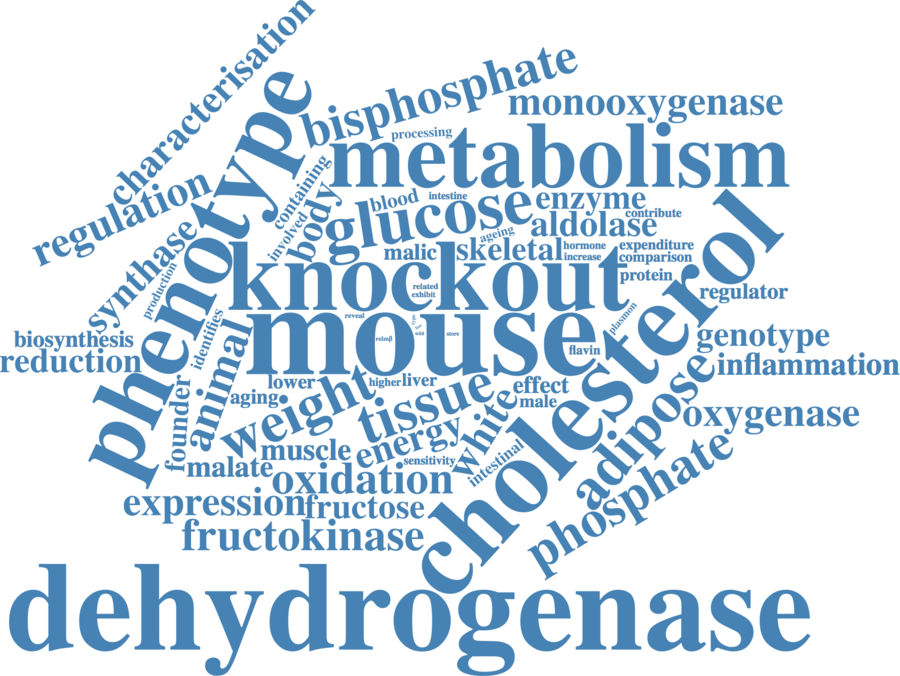 characterisation
bisphosphate
monooxygenase
phenotype
processing
metabolism
regulation
containing
body
blood
intestine
enzyme
glucose
contribute
involved
aldolase
ageing
synthase
malic
skeletal
hormone
increase
expenditure
comparison
cholesterol
production
knockout
related
exhibit
protein
regulator
plasmon
mouse
reveal
wild
store
biosynthesis
reduction
identifies
animal
flavin
genotype
inflammation
lower
weight
higher
liver
effect
aging
male
tissue
white
adipose
oxygenase
founder
muscle
energy
malate
sensitivity
intestinal
oxidation
phosphate
expression
fructose
fructokinase
dehydrogenase